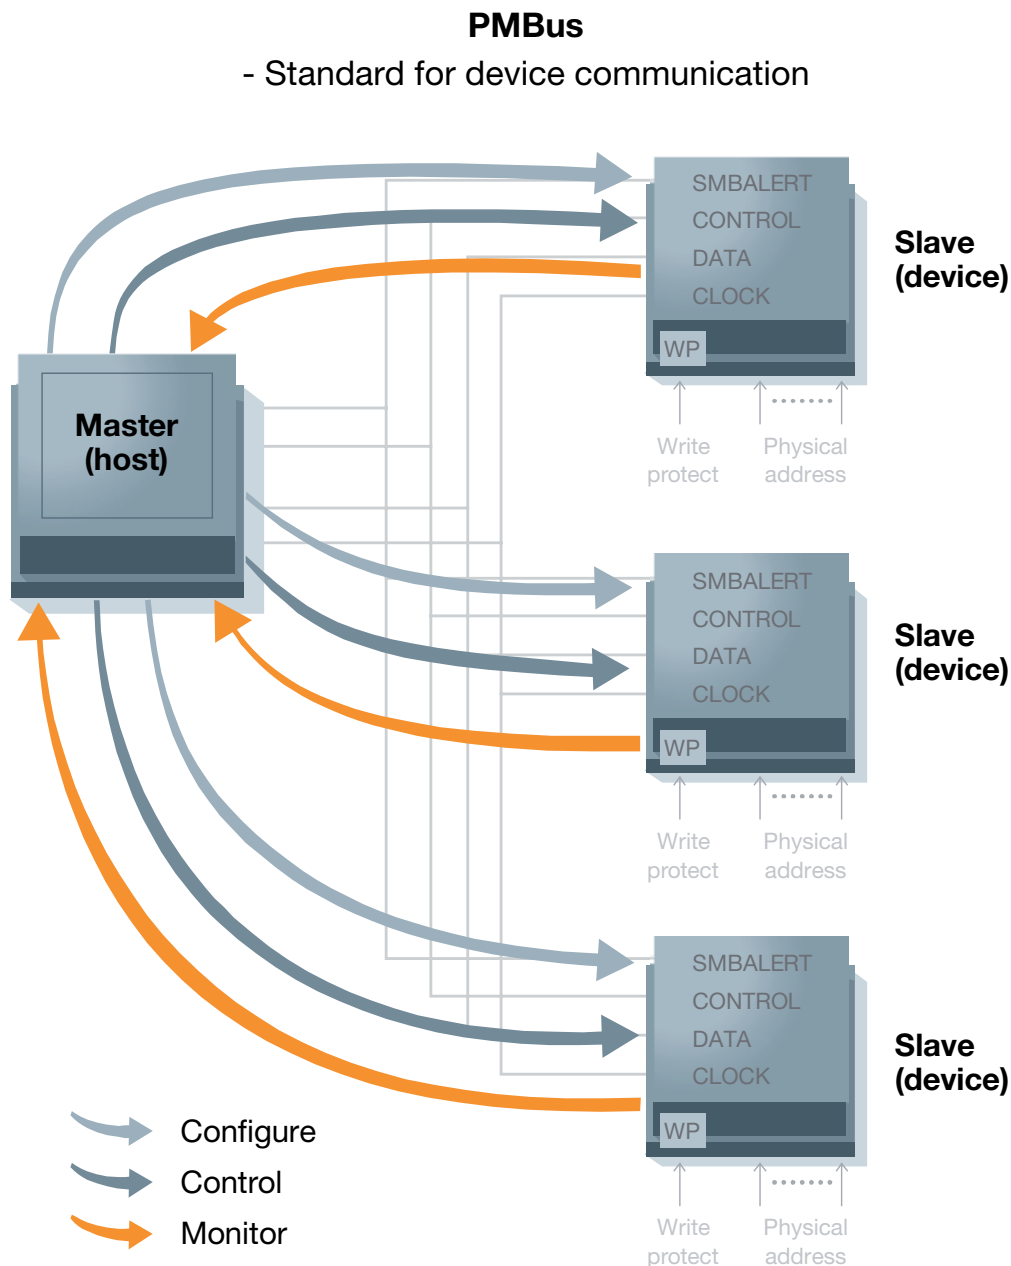 PMBus
- Standard for device communication
SMBALERT
CONTROL
DATA
CLOCK
WP
Slave
(device)
Write
protect
Physical
address
Master
(host)
SMBALERT
CONTROL
DATA
CLOCK
WP
Slave
(device)
Write
protect
Physical
address
SMBALERT
CONTROL
DATA
CLOCK
WP
Slave
(device)
Write
protect
Physical
address
Configure
Control
Monitor